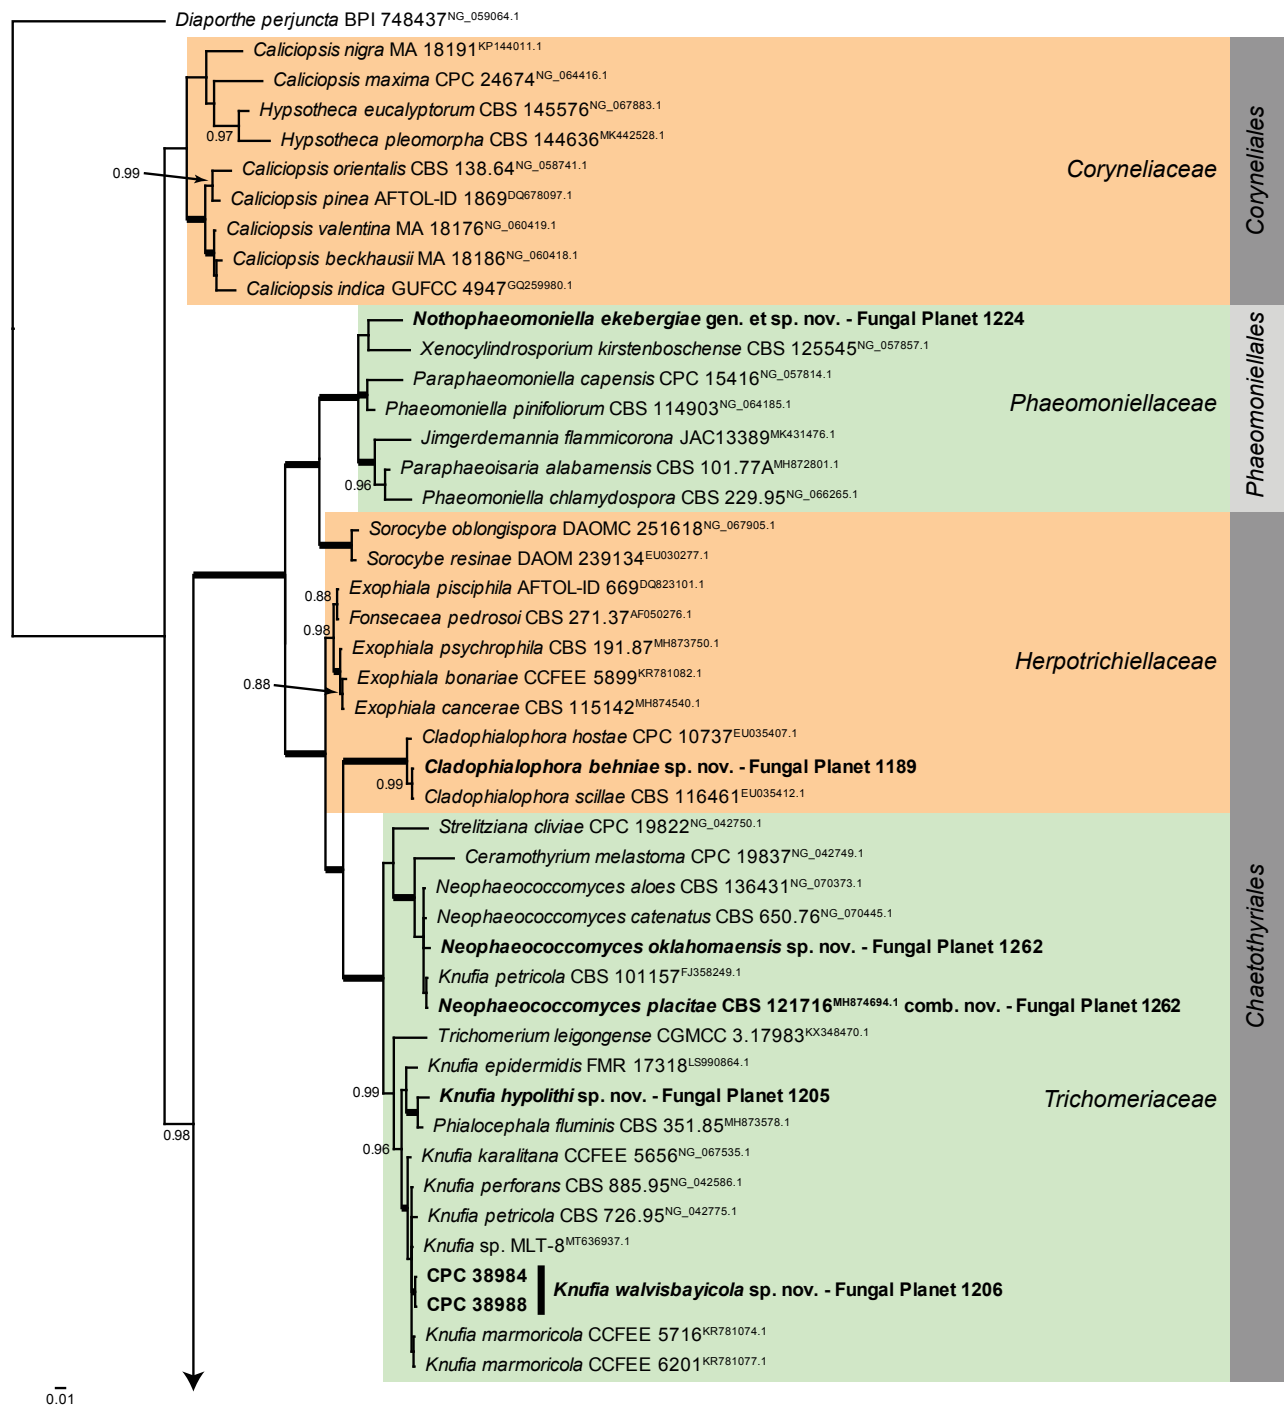 Diaporthe perjuncta BPI 748437NG_059064.1
Caliciopsis nigra MA 18191KP144011.1
Caliciopsis maxima CPC 24674NG_064416.1
Hypsotheca eucalyptorum CBS 145576NG_067883.1
0.97
Hypsotheca pleomorpha CBS 144636MK442528.1
0.99
Caliciopsis orientalis CBS 138.64NG_058741.1
Coryneliaceae
Coryneliales
Caliciopsis pinea AFTOL-ID 1869DQ678097.1
Caliciopsis valentina MA 18176NG_060419.1
Caliciopsis beckhausii MA 18186NG_060418.1
Caliciopsis indica GUFCC 4947GQ259980.1
Nothophaeomoniella ekebergiae gen. et sp. nov. - Fungal Planet 1224
Xenocylindrosporium kirstenboschense CBS 125545NG_057857.1
Paraphaeomoniella capensis CPC 15416NG_057814.1
Phaeomoniella pinifoliorum CBS 114903NG_064185.1
Phaeomoniellaceae
Phaeomoniellales
Jimgerdemannia flammicorona JAC13389MK431476.1
Paraphaeoisaria alabamensis CBS 101.77AMH872801.1
0.96
Phaeomoniella chlamydospora CBS 229.95NG_066265.1
Sorocybe oblongispora DAOMC 251618NG_067905.1
Sorocybe resinae DAOM 239134EU030277.1
Exophiala pisciphila AFTOL-ID 669DQ823101.1
0.88
Fonsecaea pedrosoi CBS 271.37AF050276.1
0.98
Exophiala psychrophila CBS 191.87MH873750.1
Herpotrichiellaceae
Exophiala bonariae CCFEE 5899KR781082.1
0.88
Exophiala cancerae CBS 115142MH874540.1
Cladophialophora hostae CPC 10737EU035407.1
Cladophialophora behniae sp. nov. - Fungal Planet 1189
0.99
Cladophialophora scillae CBS 116461EU035412.1
Strelitziana cliviae CPC 19822NG_042750.1
Ceramothyrium melastoma CPC 19837NG_042749.1
Neophaeococcomyces aloes CBS 136431NG_070373.1
Neophaeococcomyces catenatus CBS 650.76NG_070445.1
Chaetothyriales
Neophaeococcomyces oklahomaensis sp. nov. - Fungal Planet 1262
Knufia petricola CBS 101157FJ358249.1
Neophaeococcomyces placitae CBS 121716MH874694.1 comb. nov. - Fungal Planet 1262
Trichomerium leigongense CGMCC 3.17983KX348470.1
Knufia epidermidis FMR 17318LS990864.1
0.99
Knufia hypolithi sp. nov. - Fungal Planet 1205
Trichomeriaceae
Phialocephala fluminis CBS 351.85MH873578.1
0.98
0.96
Knufia karalitana CCFEE 5656NG_067535.1
Knufia perforans CBS 885.95NG_042586.1
Knufia petricola CBS 726.95NG_042775.1
Knufia sp. MLT-8MT636937.1
CPC 38984
Knufia walvisbayicola sp. nov. - Fungal Planet 1206
CPC 38988
Knufia marmoricola CCFEE 5716KR781074.1
Knufia marmoricola CCFEE 6201KR781077.1
0.01